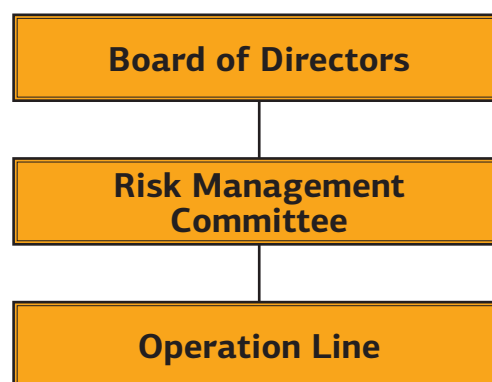 Board of Directors
Risk Management
Committee
Operation Line